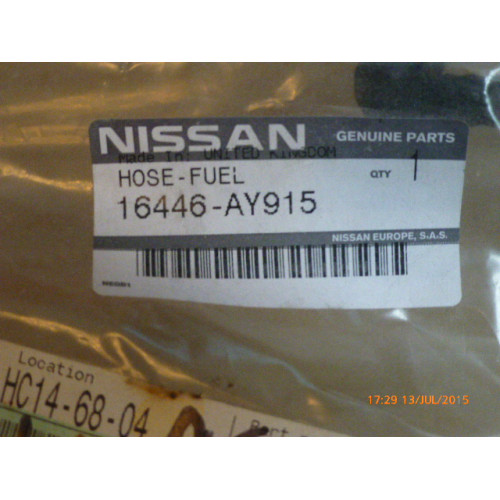 NISSAN GENUINE PARTS
Made In: UNITED KINGDOM
HOSE-FUEL QTY 1
16446-AY915
NISSAN EUROPE, S.A.S.
Location
HC14-68-04
Part
17:29 13/JUL/2015